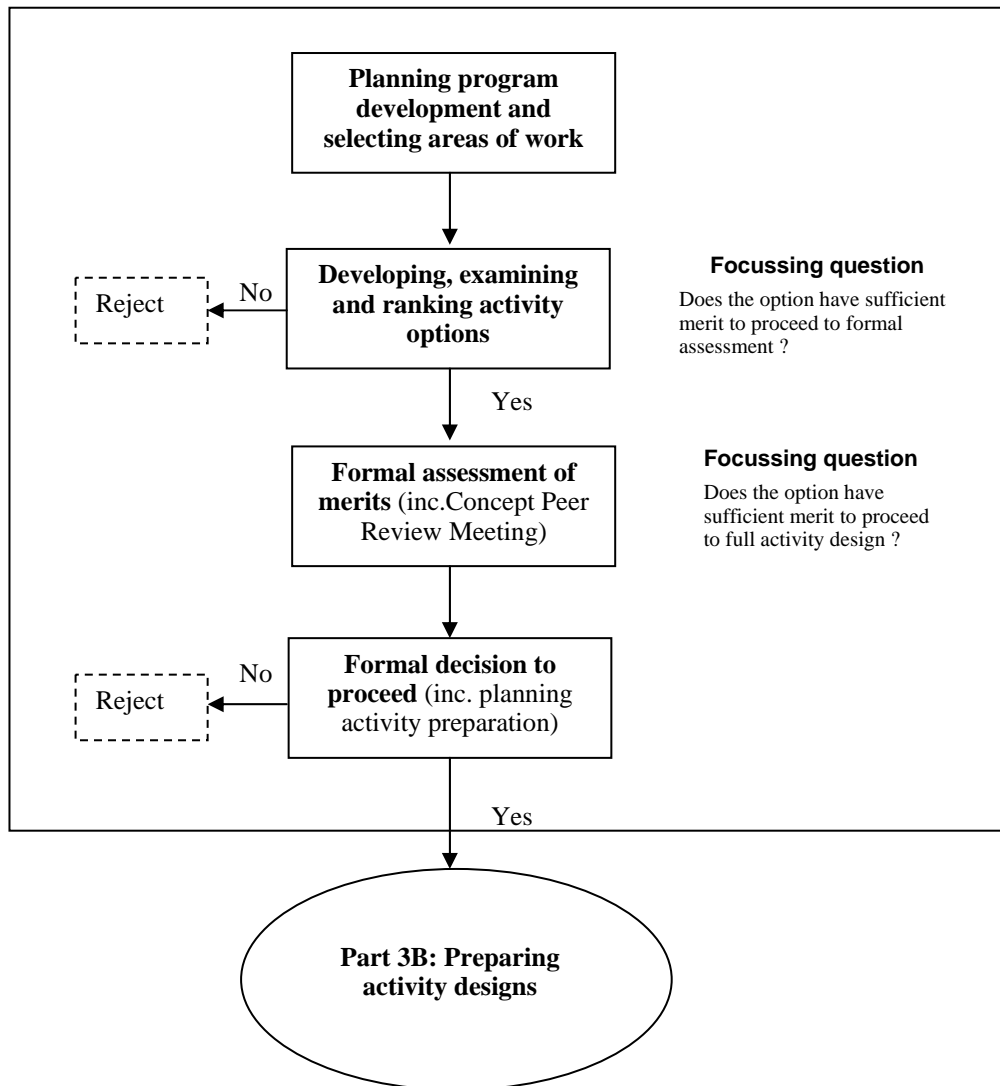 Planning program
development and
selecting areas of work
Developing, examining
and ranking activity
options
No
Reject
Focussing question
Does the option have sufficient
merit to proceed to formal
assessment ?
Yes
Formal assessment of
merits (inc.Concept Peer
Review Meeting)
Focussing question
Does the option have
sufficient merit to proceed
to full activity design ?
Formal decision to
proceed (inc. planning
activity preparation)
No
Reject
Yes
Part 3B: Preparing
activity designs